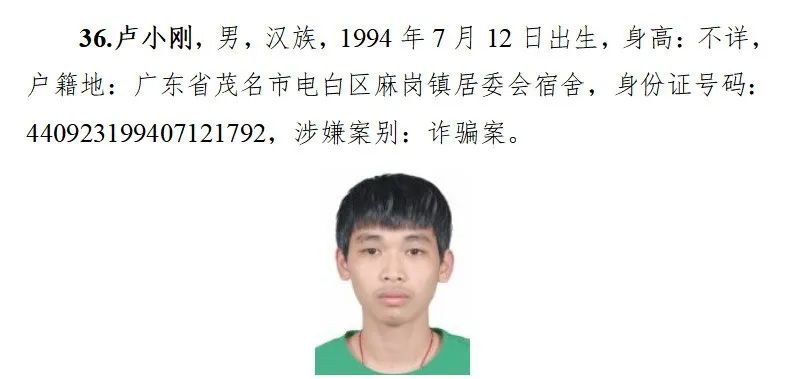 36.卢小刚，男，汉族，1994 年 7 月 12 日出生，身高：不详，
户籍地：广东省茂名市电白区麻岗镇居委会宿舍，身份证号码：
440923199407121792，涉嫌案别：诈骗案。